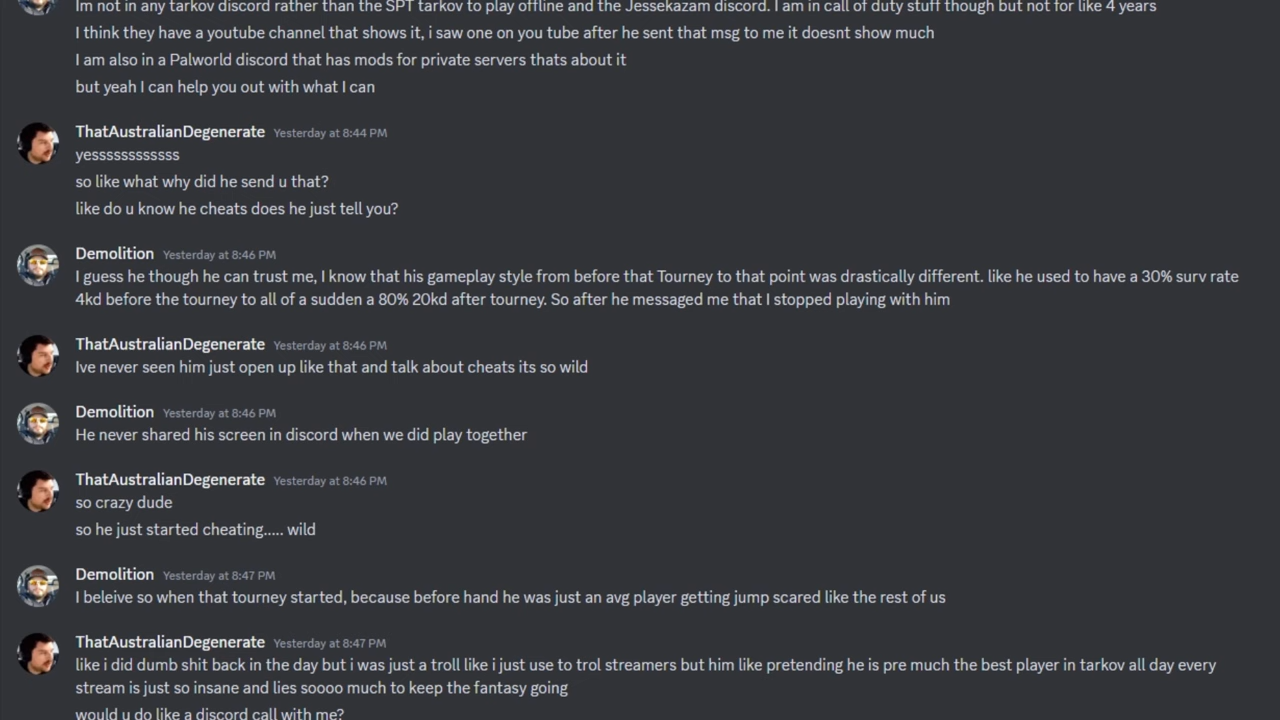 Im not in any tarkov discord rather than the SPT tarkov to play offline and the Jessekazam discord. I am in call of duty stuff though but not for like 4 years
I think they have a youtube channel that shows it, i saw one on you tube after he sent that msg to me it doesnt show much
I am also in a Palworld discord that has mods for private servers thats about it
but yeah I can help you out with what I can
ThatAustralianDegenerate Yesterday at 8:44 PM
yessssssssssss
so like what why did he send u that?
like do u know he cheats does he just tell you?
Demolition Yesterday at 8:46 PM
I guess he though he can trust me, I know that his gameplay style from before that Tourney to that point was drastically different. like he used to have a 30% surv rate
4kd before the tourney to all of a sudden a 80% 20kd after tourney. So after he messaged me that I stopped playing with him
ThatAustralianDegenerate Yesterday at 8:46 PM
Ive never seen him just open up like that and talk about cheats its so wild
Demolition Yesterday at 8:46 PM
He never shared his screen in discord when we did play together
ThatAustralianDegenerate Yesterday at 8:46 PM
so crazy dude
so he just started cheating..... wild
Demolition Yesterday at 8:47 PM
I beleive so when that tourney started, because before hand he was just an avg player getting jump scared like the rest of us
ThatAustralianDegenerate Yesterday at 8:47 PM
like i did dumb shit back in the day but i was just a troll like i just use to trol streamers but him like pretending he is pre much the best player in tarkov all day every
stream is just so insane and lies soooo much to keep the fantasy going
would u do like a discord call with me?